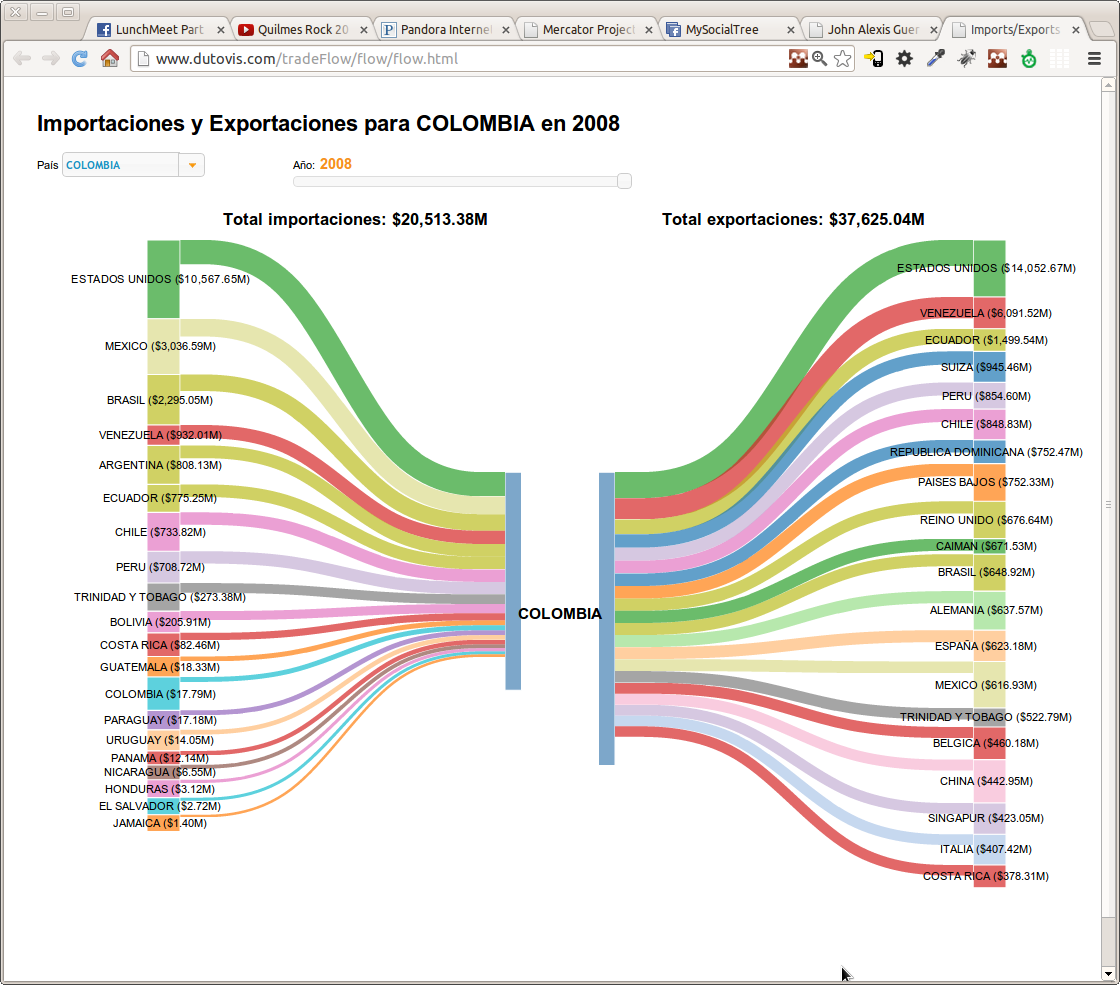 LunchMeet Part
Quilmes Rock 20
Pandora Interne
Mercator Project
MySocialTree
John Alexis Guer
Imports/Exports
www.dutovis.com/tradeFlow/flow/flow.html
Importaciones y Exportaciones para COLOMBIA en 2008
País COLOMBIA
Año: 2008
Total importaciones: $20,513.38M
Total exportaciones: $37,625.04M
ESTADOS UNIDOS ($10,567.65M)
MEXICO ($3,036.59M)
BRASIL ($2,295.05M)
VENEZUELA ($932.01M)
ARGENTINA ($808.13M)
ECUADOR ($775.25M)
CHILE ($733.82M)
PERU ($708.72M)
TRINIDAD Y TOBAGO ($273.38M)
BOLIVIA ($205.91M)
COSTA RICA ($82.46M)
GUATEMALA ($18.33M)
COLOMBIA ($17.79M)
PARAGUAY ($17.18M)
URUGUAY ($14.05M)
PANAMA ($12.14M)
NICARAGUA ($6.55M)
HONDURAS ($3.12M)
EL SALVADOR ($2.72M)
JAMAICA ($1.40M)
COLOMBIA
ESTADOS UNIDOS ($14,052.67M)
VENEZUELA ($6,091.52M)
ECUADOR ($1,499.54M)
SUIZA ($945.46M)
PERU ($854.60M)
CHILE ($848.83M)
REPUBLICA DOMINICANA ($752.47M)
PAISES BAJOS ($752.33M)
REINO UNIDO ($676.64M)
CAIMAN ($671.53M)
BRASIL ($648.92M)
ALEMANIA ($637.57M)
ESPAÑA ($623.18M)
MEXICO ($616.93M)
TRINIDAD Y TOBAGO ($522.79M)
BELGICA ($460.18M)
CHINA ($442.95M)
SINGAPUR ($423.05M)
ITALIA ($407.42M)
COSTA RICA ($378.31M)